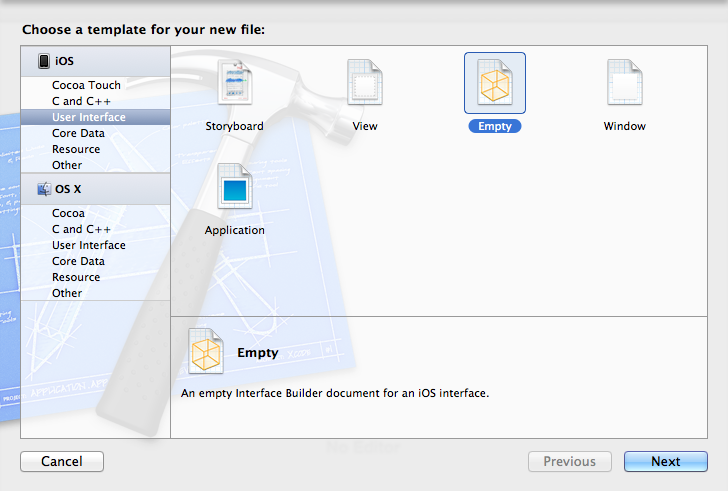 Choose a template for your new file:
iOS
Cocoa Touch
C and C++
User Interface
Core Data
Resource
Other
OS X
Cocoa
C and C++
User Interface
Core Data
Resource
Other
Storyboard
View
Empty
Window
Application
Empty
An empty Interface Builder document for an iOS interface.
Cancel
Previous
Next